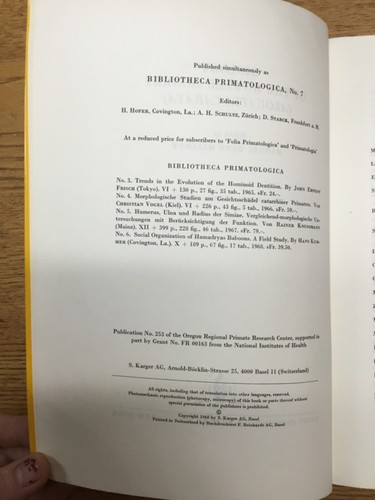 Published simultaneously as
BIBLIOTHECA PRIMATOLOGICA, No. 7
Editors:
H. HOFER, Covington, La.; A. H. SCHULTZ, Zürich; D. STARCK, Frankfurt a. M.
At a reduced price for subscribers to 'Folia Primatologica' and 'Primatologia'
BIBLIOTHECA PRIMATOLOGICA
No. 3. Trends in the Evolution of the Hominoid Dentition. By JOHN EMORY
FRISCH (Tokyo). VI + 130 p., 27 fig., 35 tab., 1965. sFr. 24.–.
No. 4. Morphologische Studien am Gesichtsschädel catarrhiner Primaten. Von
CHRISTIAN VOGEL (Kiel). VI + 226 p., 43 fig., 5 tab., 1966. sFr. 59.–.
No. 5. Humerus, Ulna und Radius der Simiae. Vergleichend-morphologische Un-
tersuchungen mit Berücksichtigung der Funktion. Von RAINER KNUSSMANN
(Mainz). XII + 399 p., 220 fig., 46 tab., 1967. sFr. 79.–.
No. 6. Social Organization of Hamadryas Baboons. A Field Study. By HANS KUM-
MER (Covington, La.). X + 189 p., 67 fig., 17 tab., 1968. sFr. 39.50.
Publication No. 253 of the Oregon Regional Primate Research Center, supported in
part by Grant No. FR 00163 from the National Institutes of Health
S. Karger AG, Arnold-Böcklin-Strasse 25, 4000 Basel 11 (Switzerland)
All rights, including that of translation into other languages, reserved.
Photomechanic reproduction (photocopy, microcopy) of this book or parts thereof without
special permission of the publishers is prohibited.
©
Copyright 1968 by S. Karger AG, Basel
Printed in Switzerland by Buchdruckerei F. Reinhardt AG, Basel